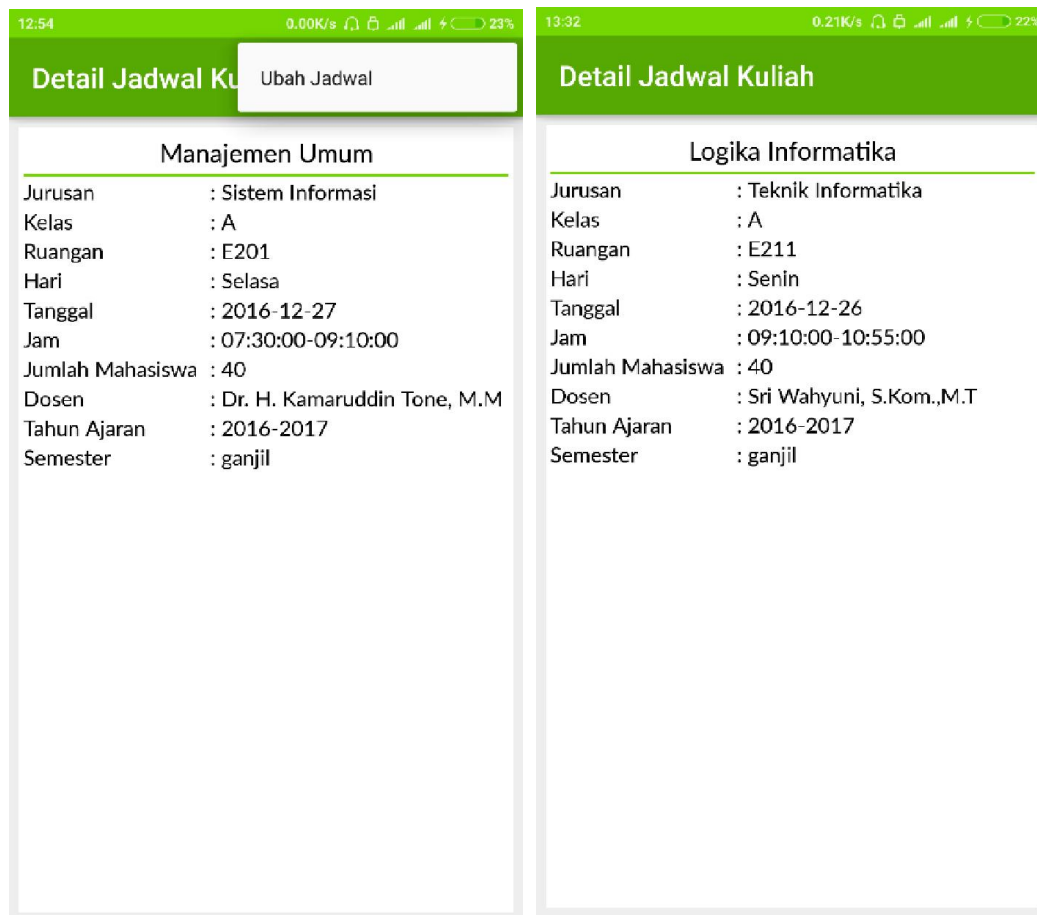 12:54 0.00K/s 23%
Detail Jadwal Ku
Ubah Jadwal
Manajemen Umum
Jurusan : Sistem Informasi
Kelas : A
Ruangan : E201
Hari : Selasa
Tanggal : 2016-12-27
Jam : 07:30:00-09:10:00
Jumlah Mahasiswa : 40
Dosen : Dr. H. Kamaruddin Tone, M.M
Tahun Ajaran : 2016-2017
Semester : ganjil
13:32 0.21K/s 22%
Detail Jadwal Kuliah
Logika Informatika
Jurusan : Teknik Informatika
Kelas : A
Ruangan : E211
Hari : Senin
Tanggal : 2016-12-26
Jam : 09:10:00-10:55:00
Jumlah Mahasiswa : 40
Dosen : Sri Wahyuni, S.Kom.,M.T
Tahun Ajaran : 2016-2017
Semester : ganjil